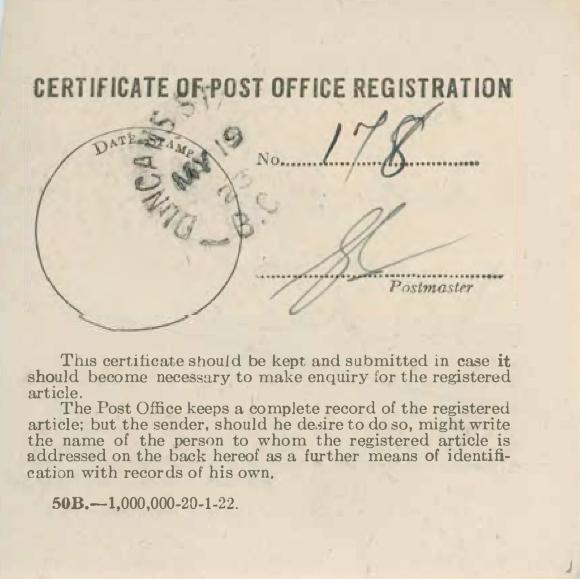 CERTIFICATE OF POST OFFICE REGISTRATION
DATE STAMP
DUNCANS STN
MY 19
B.C.
No. 178
Postmaster
This certificate should be kept and submitted in case it
should become necessary to make enquiry for the registered
article.
The Post Office keeps a complete record of the registered
article; but the sender, should he desire to do so, might write
the name of the person to whom the registered article is
addressed on the back hereof as a further means of identifi-
cation with records of his own.
50B.—1,000,000-20-1-22.